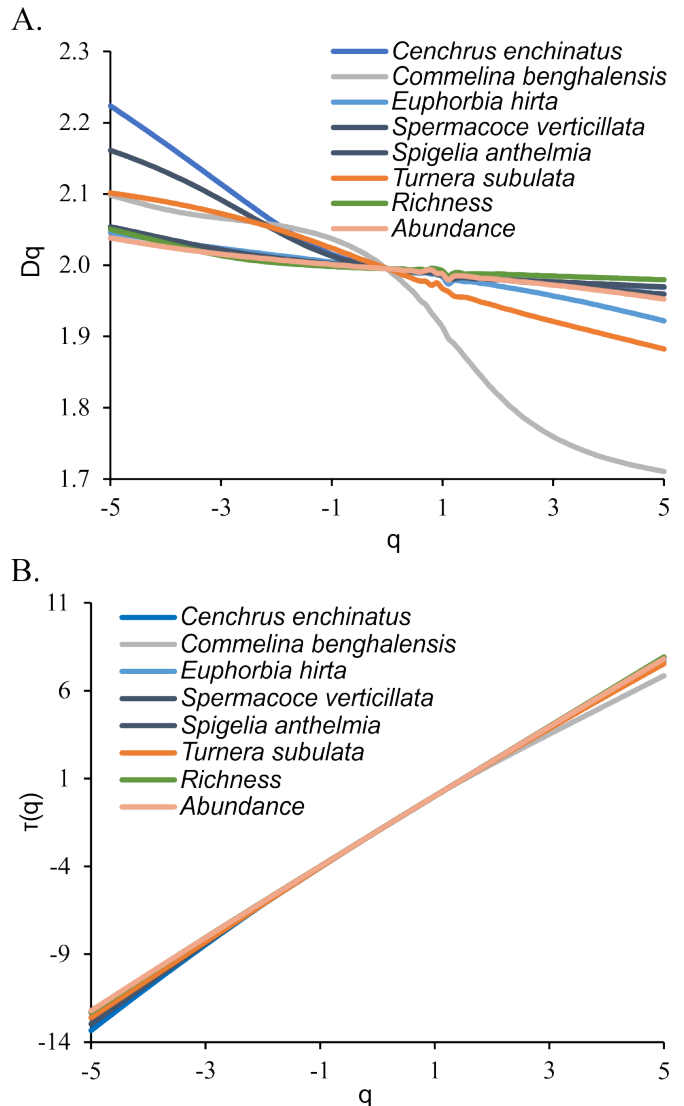 A.
2.3
2.2
2.1
2.0
1.9
1.8
1.7
Dq
Cenchrus enchinatus
Commelina benghalensis
Euphorbia hirta
Spermacoce verticillata
Spigelia anthelmia
Turnera subulata
Richness
Abundance
-5 -3 -1 1 3 5
q
B.
11
6
1
-4
-9
-14
τ(q)
Cenchrus enchinatus
Commelina benghalensis
Euphorbia hirta
Spermacoce verticillata
Spigelia anthelmia
Turnera subulata
Richness
Abundance
-5 -3 -1 1 3 5
q